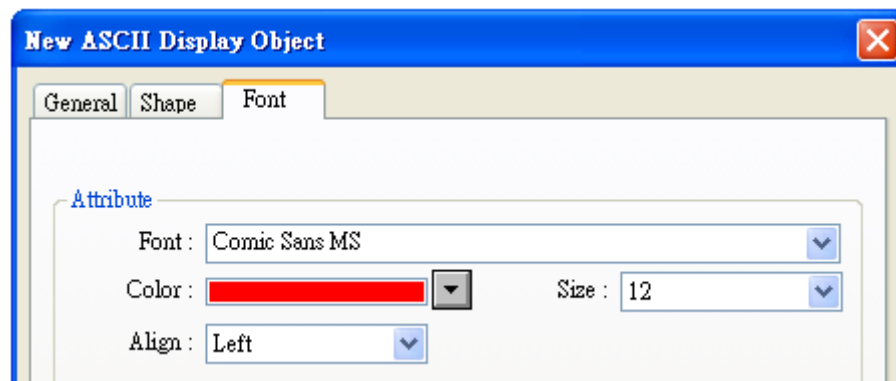 New ASCII Display Object
General Shape Font
Attribute
Font : Comic Sans MS
Color : Size : 12
Align : Left